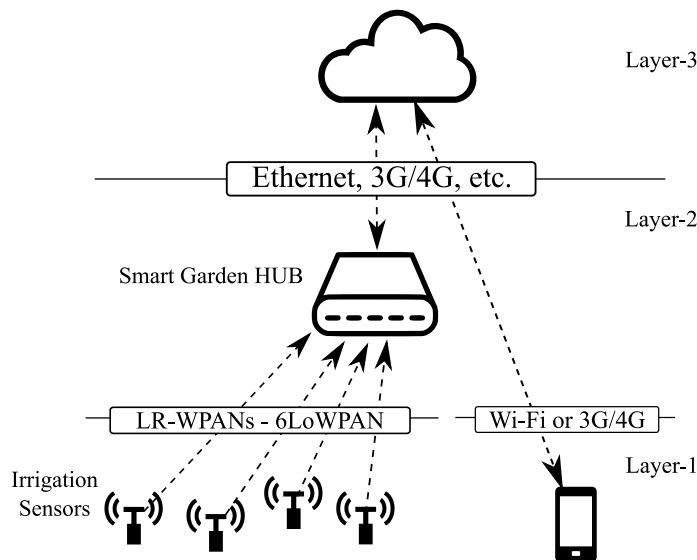 Layer-3
Ethernet, 3G/4G, etc.
Layer-2
Smart Garden HUB
LR-WPANs - 6LoWPAN
Wi-Fi or 3G/4G
Layer-1
Irrigation
Sensors